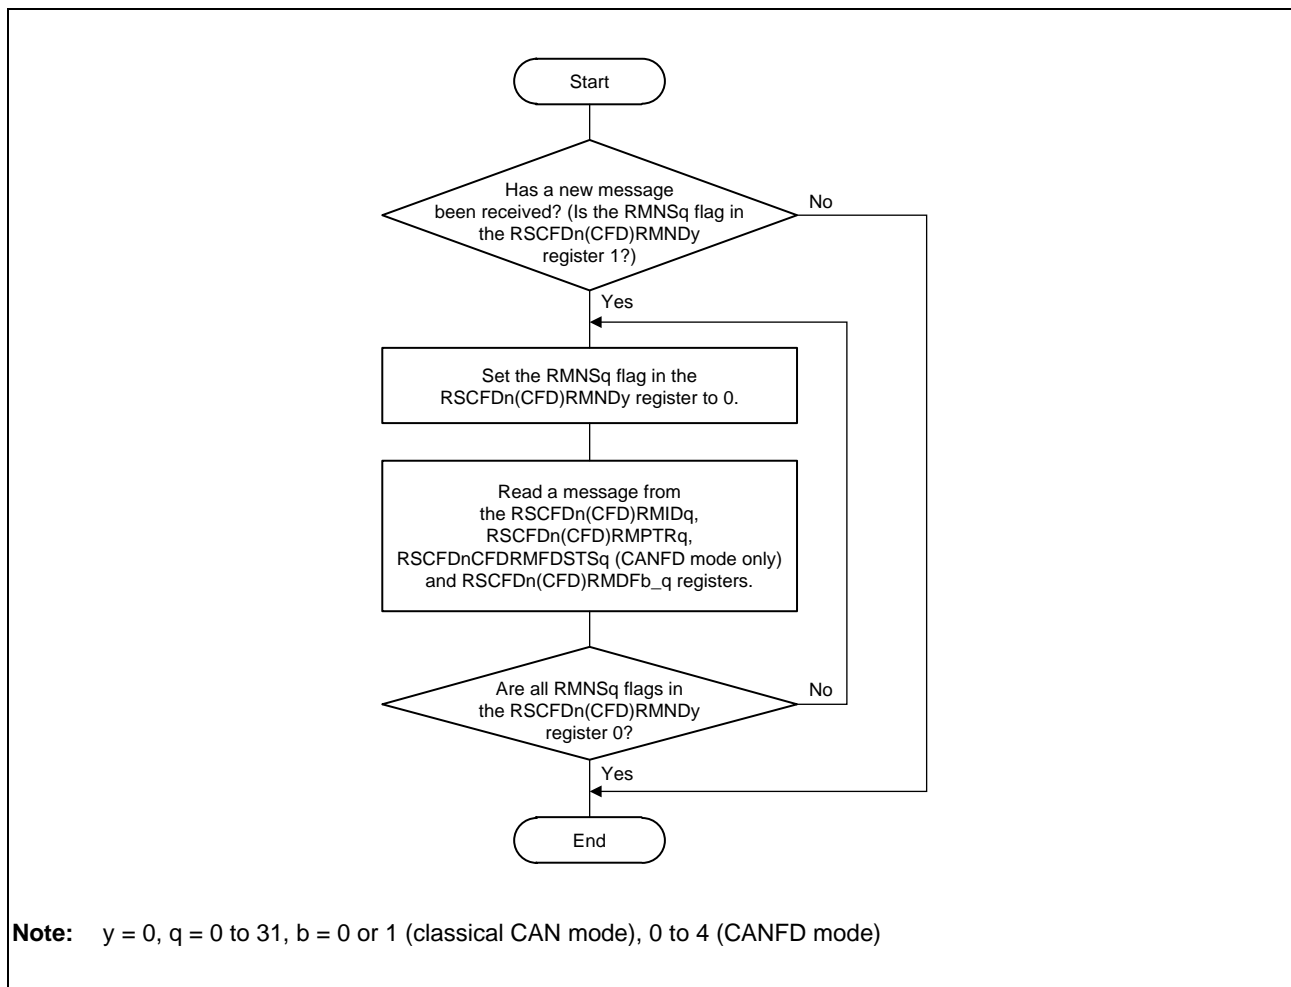 Start
Has a new message
been received? (Is the RMNSq flag in
the RSCFDn(CFD)RMNDy
register 1?)
No
Yes
Set the RMNSq flag in the
RSCFDn(CFD)RMNDy register to 0.
Read a message from
the RSCFDn(CFD)RMIDq,
RSCFDn(CFD)RMPTRq,
RSCFDnCFDRMFDSTSq (CANFD mode only)
and RSCFDn(CFD)RMDFb_q registers.
Are all RMNSq flags in
the RSCFDn(CFD)RMNDy
register 0?
No
Yes
End
Note: y = 0, q = 0 to 31, b = 0 or 1 (classical CAN mode), 0 to 4 (CANFD mode)